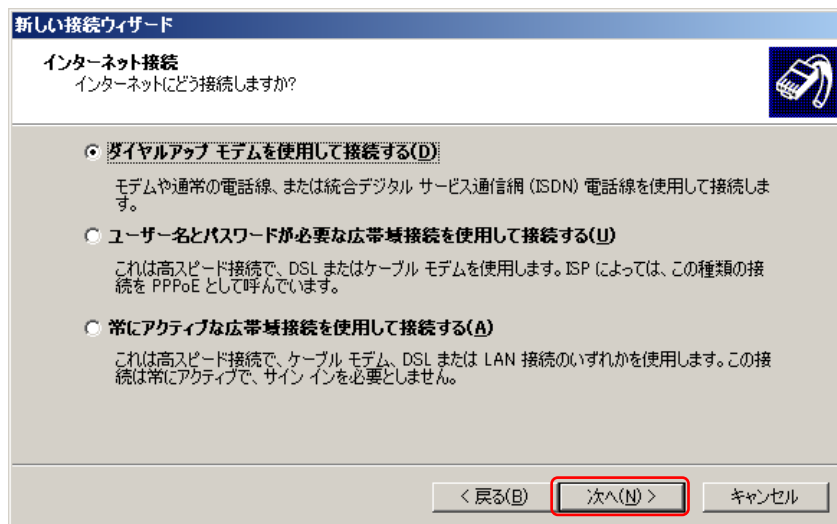 新しい接続ウィザード
インターネット接続
インターネットにどう接続しますか?
ダイヤルアップ モデムを使用して接続する(D)
モデムや通常の電話線、または統合デジタル サービス通信網 (ISDN) 電話線を使用して接続しま
す。
ユーザー名とパスワードが必要な広帯域接続を使用して接続する(U)
これは高スピード接続で、DSL またはケーブル モデムを使用します。ISP によっては、この種類の接
続を PPPoE として呼んでいます。
常にアクティブな広帯域接続を使用して接続する(A)
これは高スピード接続で、ケーブル モデム、DSL または LAN 接続のいずれかを使用します。この接
続は常にアクティブで、サイン インを必要としません。
< 戻る(B) 次へ(N) > キャンセル